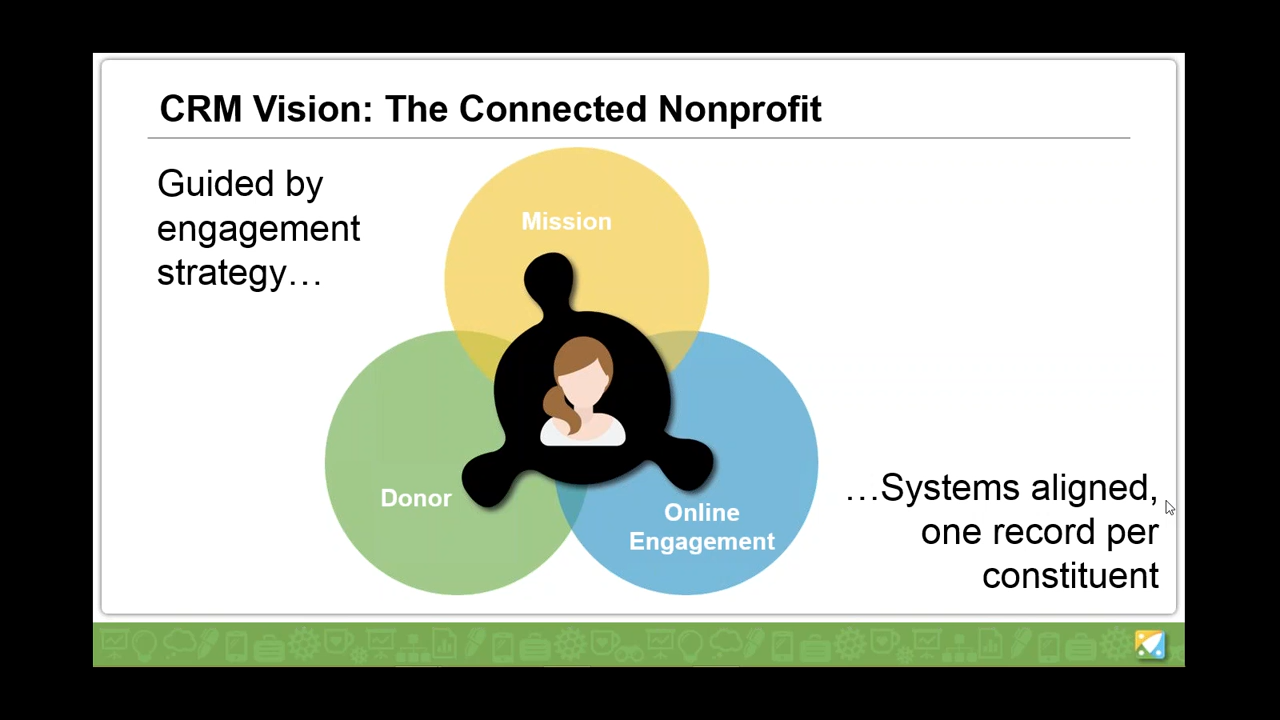 CRM Vision: The Connected Nonprofit
Guided by
engagement
strategy…
Mission
Donor
Online
Engagement
…Systems aligned,
one record per
constituent